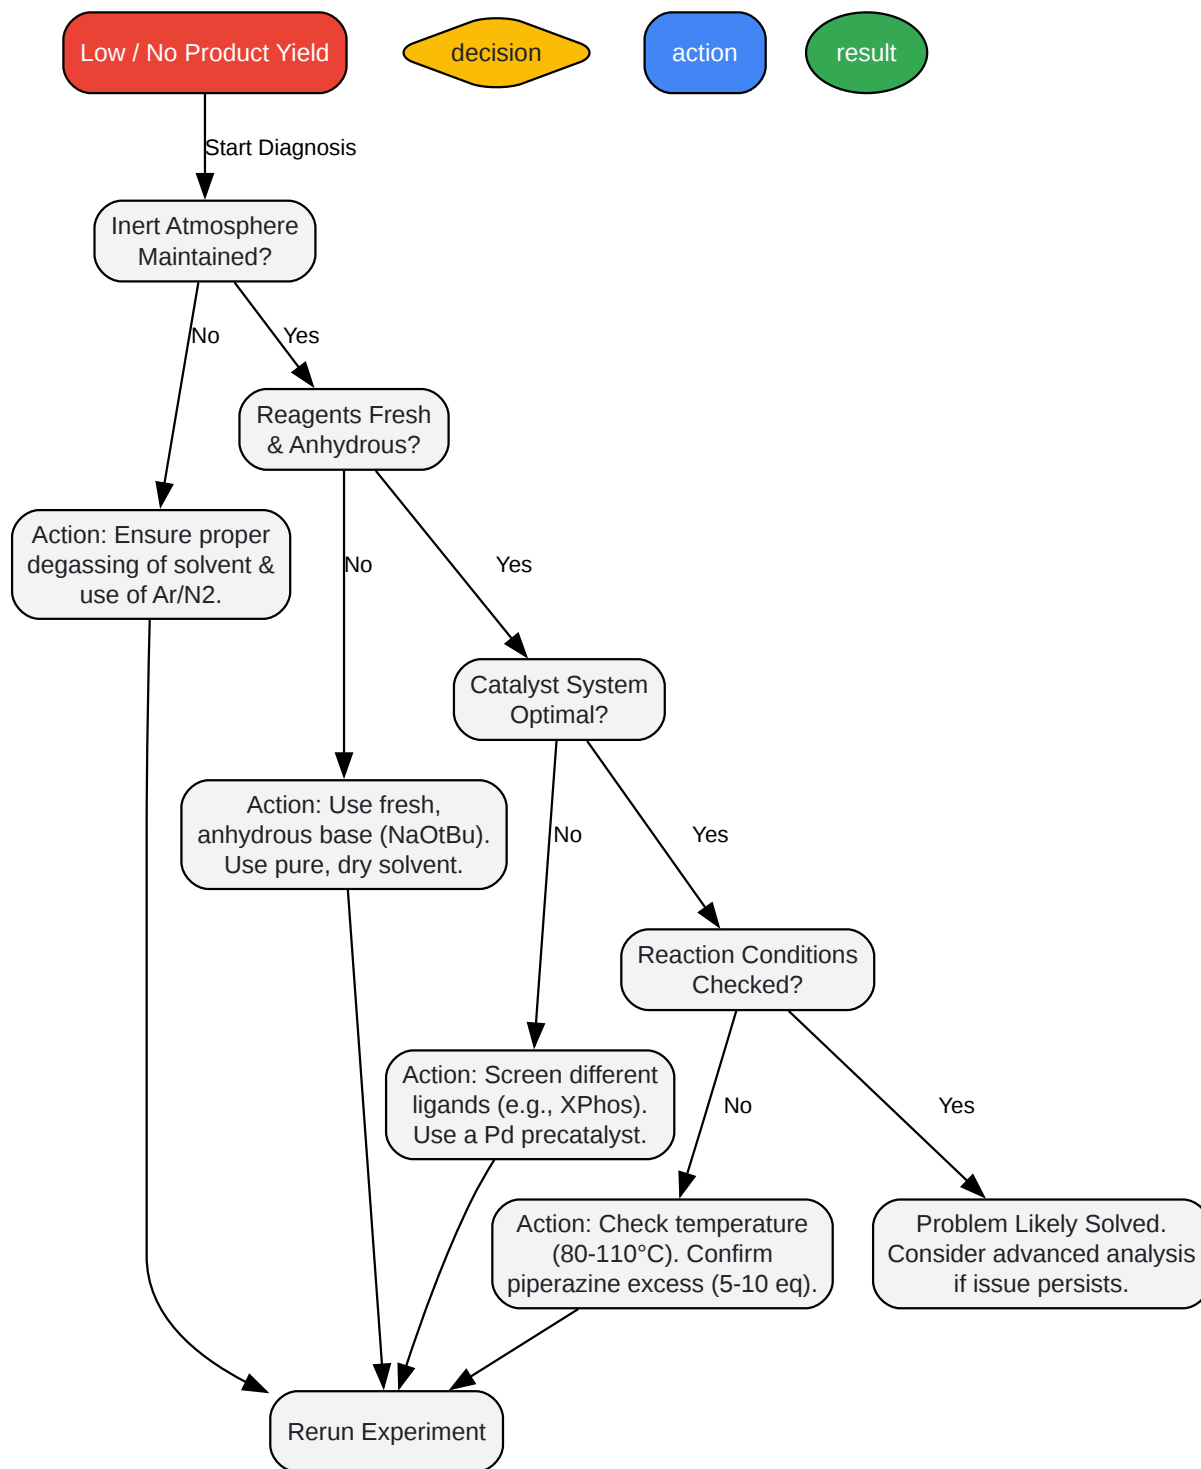 Low / No Product Yield
decision
action
result
Start Diagnosis
Inert Atmosphere
Maintained?
No
Yes
Reagents Fresh
& Anhydrous?
Action: Ensure proper
degassing of solvent &
use of Ar/N2.
No
Yes
Catalyst System
Optimal?
Action: Use fresh,
anhydrous base (NaOtBu).
Use pure, dry solvent.
No
Yes
Reaction Conditions
Checked?
Action: Screen different
ligands (e.g., XPhos).
Use a Pd precatalyst.
No
Yes
Action: Check temperature
(80-110°C). Confirm
piperazine excess (5-10 eq).
Problem Likely Solved.
Consider advanced analysis
if issue persists.
Rerun Experiment